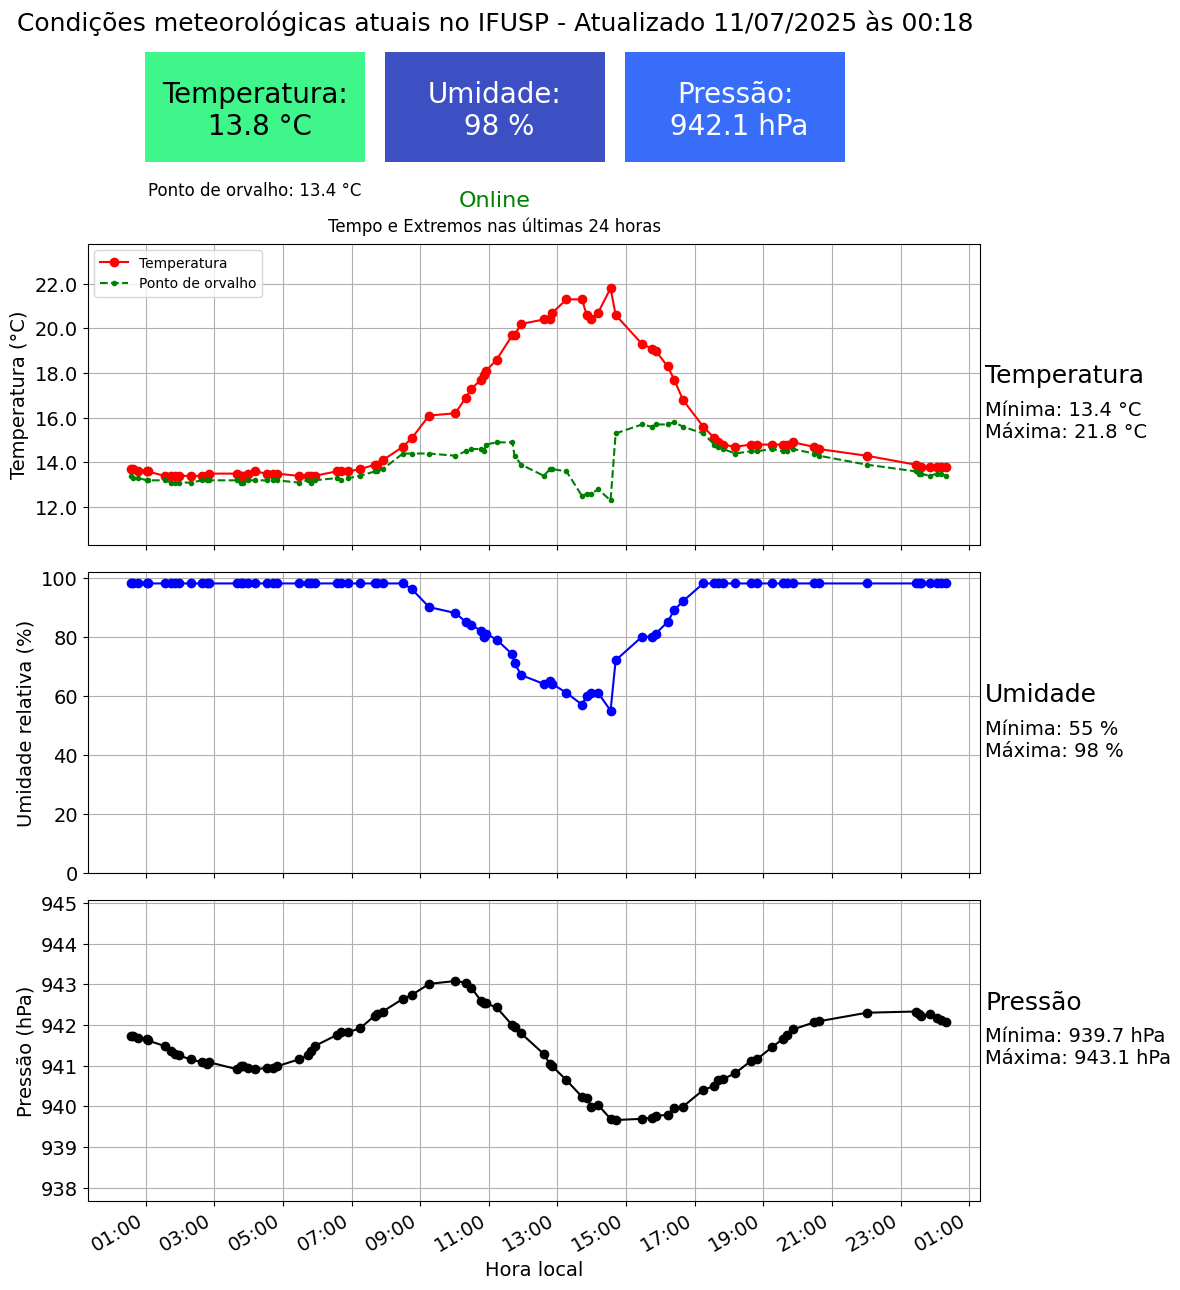 Condições meteorológicas atuais no IFUSP - Atualizado 11/07/2025 às 00:18
Temperatura:
13.8 °C
Umidade:
98 %
Pressão:
942.1 hPa
Ponto de orvalho: 13.4 °C
Online
Tempo e Extremos nas últimas 24 horas
Temperatura
Ponto de orvalho
Temperatura (°C)
22.0
20.0
18.0
16.0
14.0
12.0
Temperatura
Mínima: 13.4 °C
Máxima: 21.8 °C
Umidade relativa (%)
100
80
60
40
20
0
Umidade
Mínima: 55 %
Máxima: 98 %
Pressão (hPa)
945
944
943
942
941
940
939
938
Pressão
Mínima: 939.7 hPa
Máxima: 943.1 hPa
01:00
03:00
05:00
07:00
09:00
11:00
13:00
15:00
17:00
19:00
21:00
23:00
01:00
Hora local